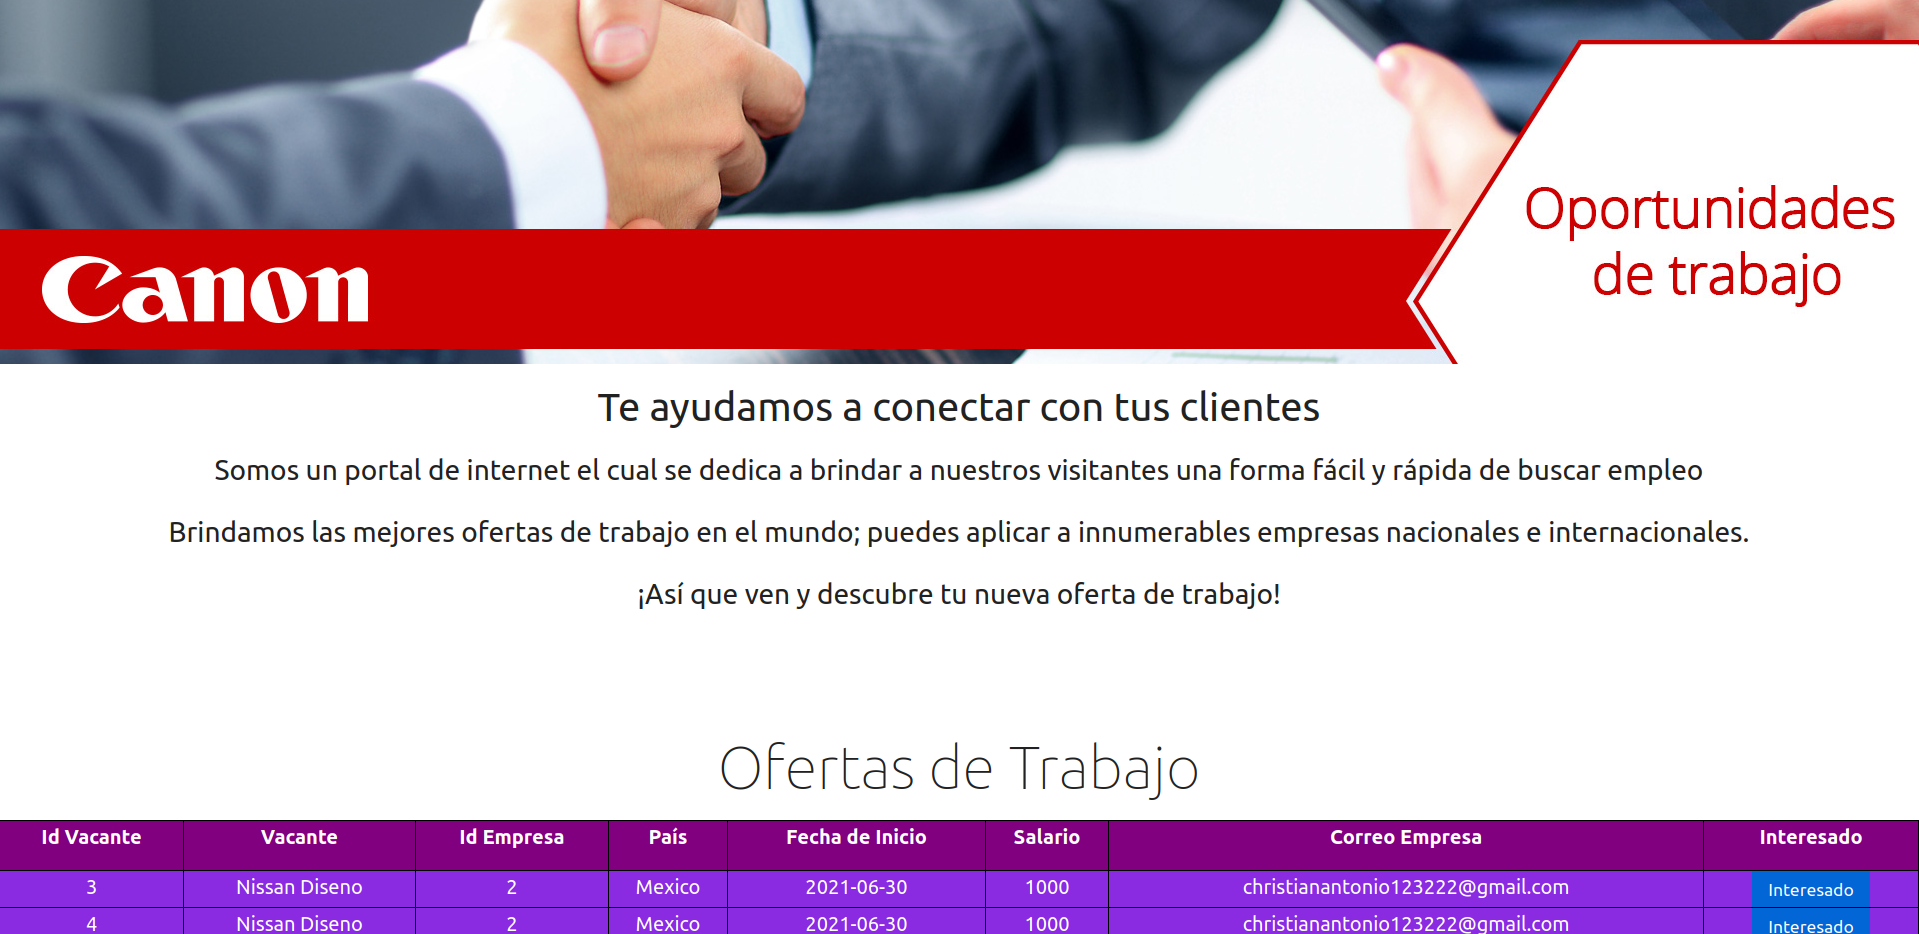 Oportunidades
de trabajo
Canon
Te ayudamos a conectar con tus clientes
Somos un portal de internet el cual se dedica a brindar a nuestros visitantes una forma fácil y rápida de buscar empleo
Brindamos las mejores ofertas de trabajo en el mundo; puedes aplicar a innumerables empresas nacionales e internacionales.
¡Así que ven y descubre tu nueva oferta de trabajo!
Ofertas de Trabajo
Id Vacante Vacante Id Empresa País Fecha de Inicio Salario Correo Empresa Interesado
3 Nissan Diseno 2 Mexico 2021-06-30 1000 christianantonio123222@gmail.com Interesado
4 Nissan Diseno 2 Mexico 2021-06-30 1000 christianantonio123222@gmail.com Interesado